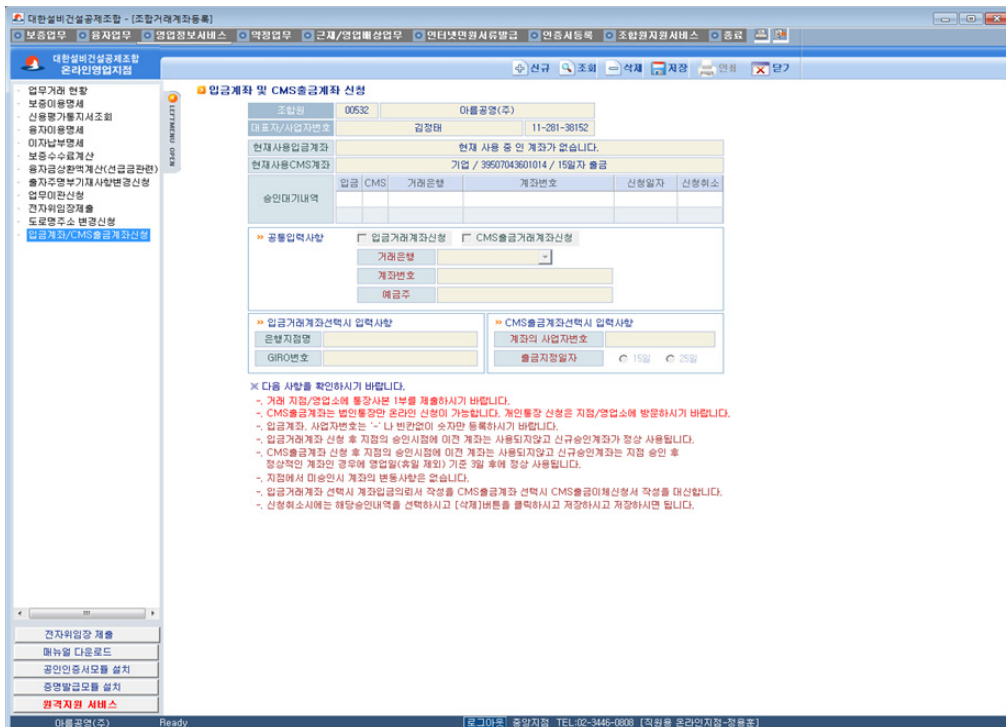 대한설비건설공제조합 - [조합거래계좌등록]
보증업무 융자업무 영업정보서비스 약정업무 근재/영업배상업무 인터넷민원서류발급 인증서등록 조합원지원서비스 종료
대한설비건설공제조합
온라인영업지점
신규 조회 삭제 저장 인쇄 닫기
업무거래 현황
보증이용명세
신용평가통지서조회
융자이용명세
이자납부명세
보증수수료계산
융자금상환액계산(선급금관련)
출자주명부기재사항변경신청
업무이관신청
전자위임장제출
도로명주소 변경신청
입금계좌/CMS출금계좌신청
LEFTMENU OPEN
입금계좌 및 CMS출금계좌 신청
조합원 00532 아름공영(주)
대표자/사업자번호 김정태 11-281-38152
현재사용입금계좌 현재 사용 중 인 계좌가 없습니다.
현재사용CMS계좌 기업 / 39507043601014 / 15일자 출금
승인대기내역 입금 CMS 거래은행 계좌번호 신청일자 신청취소
공통입력사항 입금거래계좌신청 CMS출금거래계좌신청
거래은행
계좌번호
예금주
입금거래계좌선택시 입력사항
은행지점명
GIRO번호
CMS출금계좌선택시 입력사항
계좌의 사업자번호
출금지정일자 15일 25일
※ 다음 사항을 확인하시기 바랍니다.
-. 거래 지점/영업소에 통장사본 1부를 제출하시기 바랍니다.
-. CMS출금계좌는 법인통장만 온라인 신청이 가능합니다. 개인통장 신청은 지점/영업소에 방문하시기 바랍니다.
-. 입금계좌, 사업자번호는 '-' 나 빈칸없이 숫자만 등록하시기 바랍니다.
-. 입금거래계좌 신청 후 지점의 승인시점에 이전 계좌는 사용되지않고 신규승인계좌가 정상 사용됩니다.
-. CMS출금계좌 신청 후 지점의 승인시점에 이전 계좌는 사용되지않고 신규승인계좌는 지점 승인 후
정상적인 계좌인 경우에 영업일(휴일 제외) 기준 3일 후에 정상 사용됩니다.
-. 지점에서 미승인시 계좌의 변동사항은 없습니다.
-. 입금거래계좌 선택시 계좌입금의뢰서 작성을 CMS출금계좌 선택시 CMS출금이체신청서 작성을 대신합니다.
-. 신청취소시에는 해당승인내역을 선택하시고 [삭제]버튼을 클릭하시고 저장하시고 저장하시면 됩니다.
전자위임장 제출
매뉴얼 다운로드
공인인증서모듈 설치
증명발급모듈 설치
원격지원 서비스
아름공영(주) Ready 로그아웃 중앙지점 TEL:02-3446-0808 [직원용 온라인지점-정용훈]